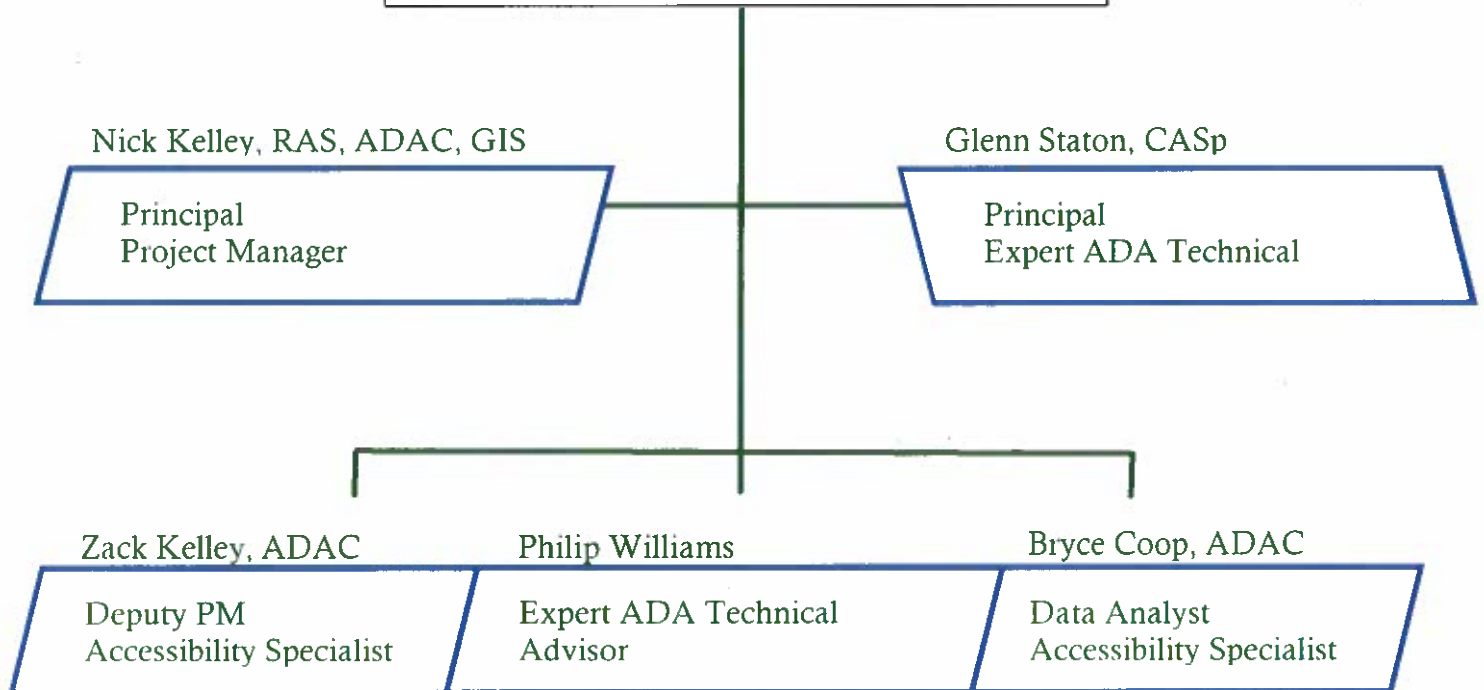 Nick Kelley, RAS, ADAC, GIS
Principal
Project Manager
Glenn Staton, CASp
Principal
Expert ADA Technical
Zack Kelley, ADAC
Deputy PM
Accessibility Specialist
Philip Williams
Expert ADA Technical
Advisor
Bryce Coop, ADAC
Data Analyst
Accessibility Specialist